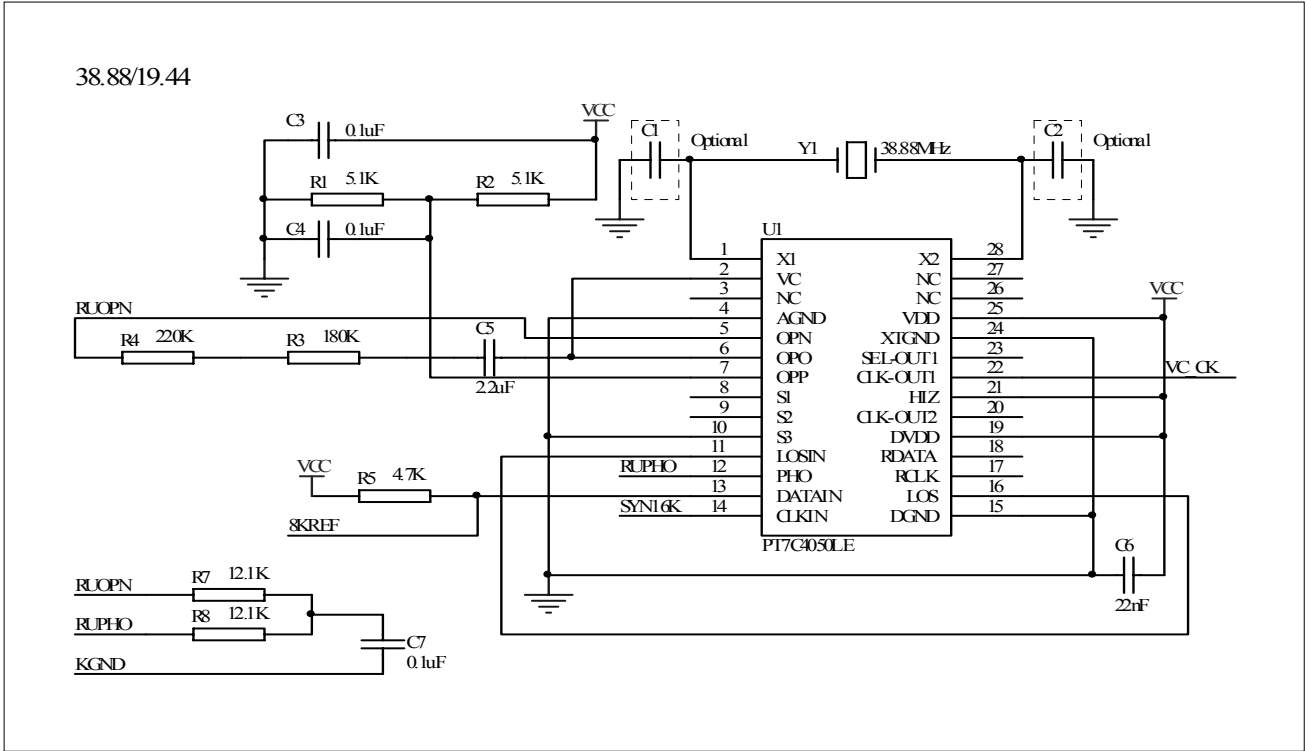 38.88/19.44
C3
0.1uF
VCC
R1
5.1K
R2
5.1K
C4
0.1uF
C1
Optional
Y1
38.88MHz
C2
Optional
RUOPN
R4
220K
R3
180K
C5
2.2uF
U1
1
X1
2
VC
3
NC
4
AGND
5
OPN
6
OPO
7
OPP
8
S1
9
S2
10
S3
11
LOSIN
12
PHO
13
DATAIN
14
CLKIN
28
X2
27
NC
26
NC
25
VDD
24
XTGND
23
SEL-OUT1
22
CLK-OUT1
21
HIZ
20
CLK-OUT2
19
DVDD
18
RDATA
17
RCLK
16
LOS
15
DGND
PT7C4050LE
VCC
VC_CK
VCC
R5
4.7K
8KREF
RUPHO
SYN16K
C6
22nF
RUOPN
R7
12.1K
RUPHO
R8
12.1K
KGND
C7
0.1uF